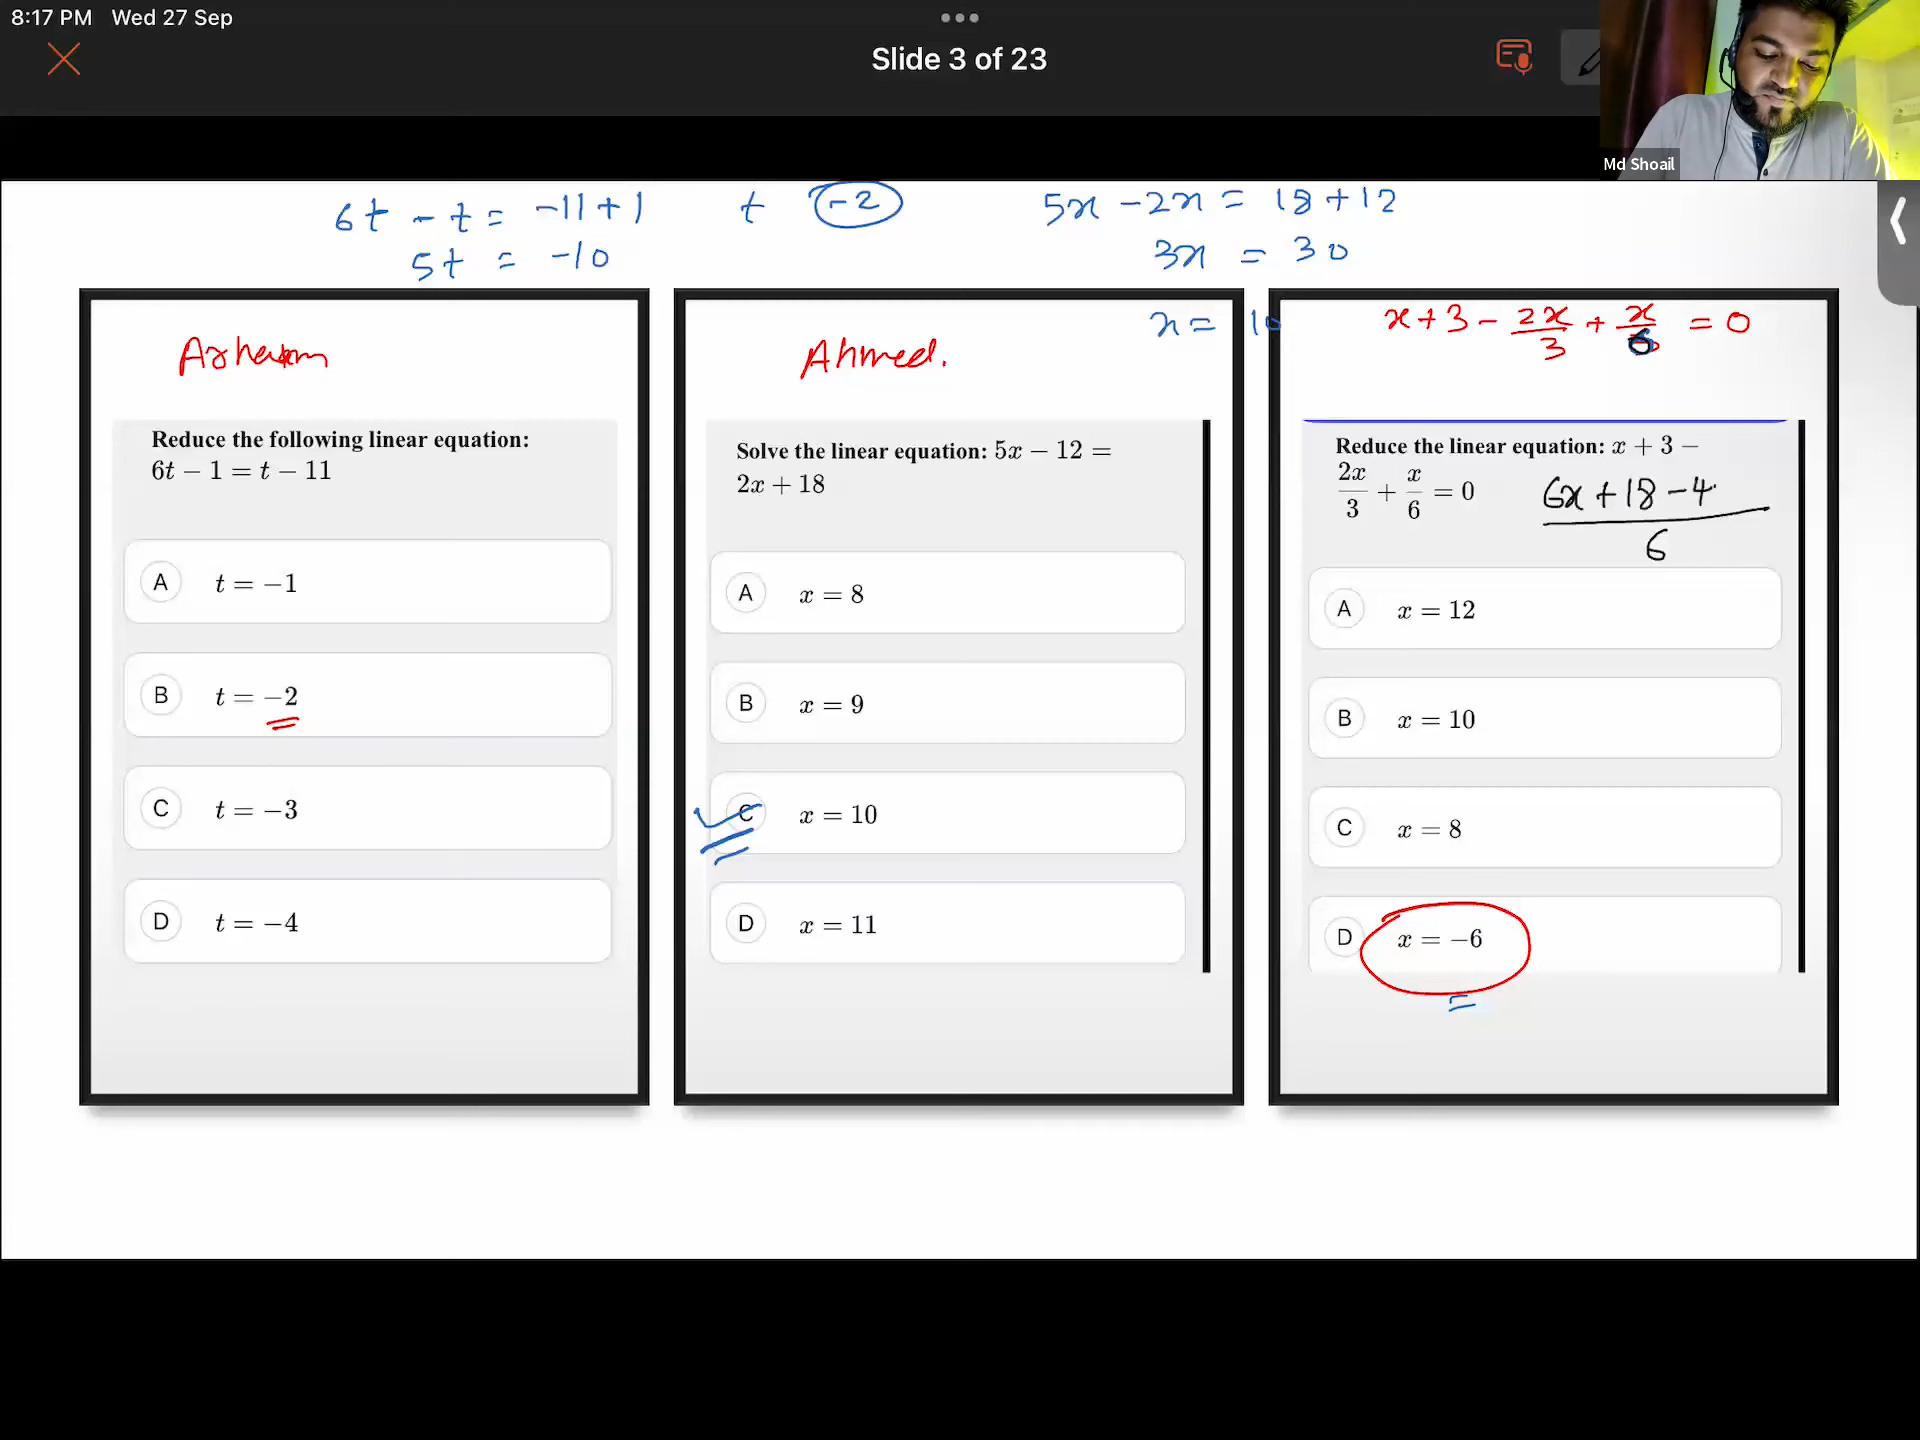 8:17 PM Wed 27 Sep
Slide 3 of 23
Md Shoail
6t - t = -11+1
5t = -10
t -2
5x - 2x = 18 + 12
3x = 30
x = 10
Ahmed.
x + 3 - 2x/3 + x/6 = 0
Reduce the following linear equation:
6t − 1 = t − 11
A t = −1
B t = −2
C t = −3
D t = −4
Solve the linear equation: 5x − 12 =
2x + 18
A x = 8
B x = 9
C x = 10
D x = 11
Reduce the linear equation: x + 3 −
2x/3 + x/6 = 0
6x + 18 - 4
6
A x = 12
B x = 10
C x = 8
D x = −6